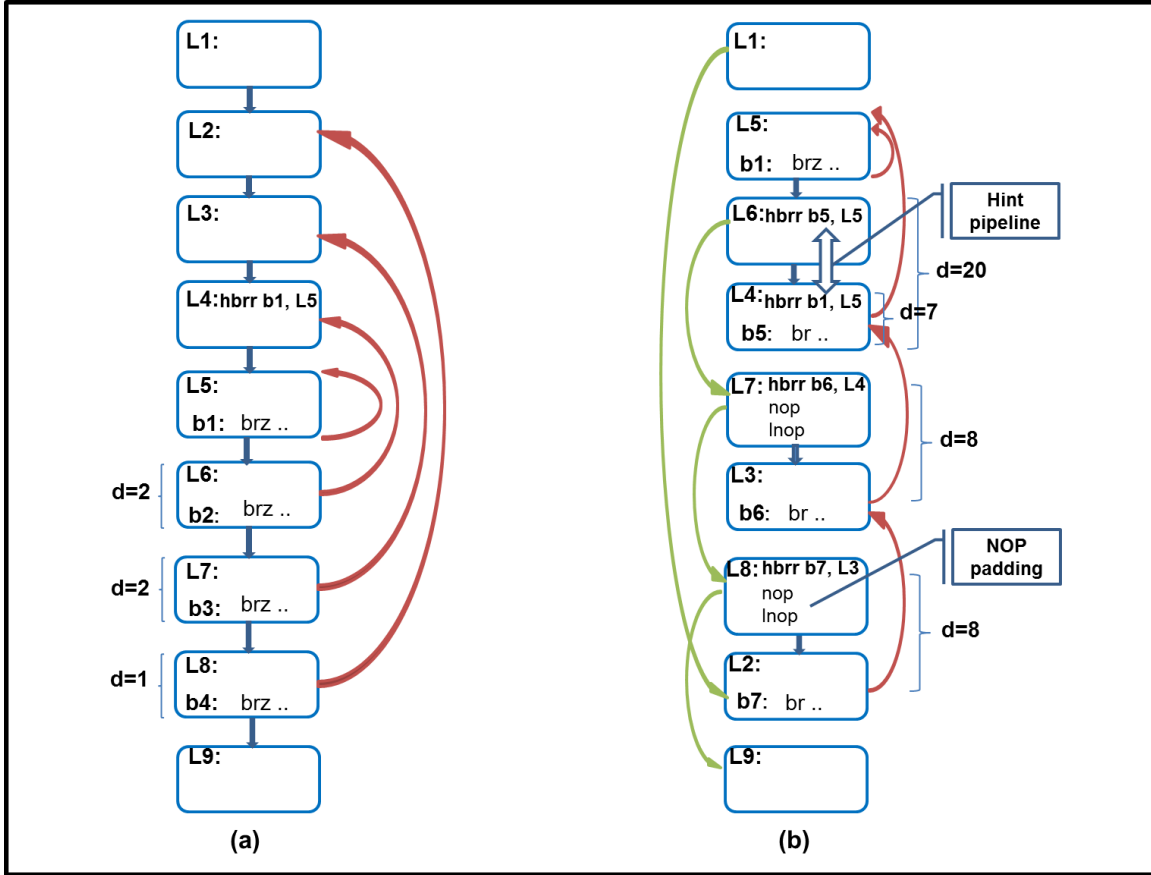 L1:
L2:
L3:
L4:hbrr b1, L5
L5:
b1: brz ..
d=2
L6:
b2: brz ..
d=2
L7:
b3: brz ..
d=1
L8:
b4: brz ..
L9:
(a)
L1:
L5:
b1: brz ..
L6:hbrr b5, L5
Hint
pipeline
d=20
L4:hbrr b1, L5
d=7
b5: br ..
L7: hbrr b6, L4
nop
lnop
d=8
L3:
b6: br ..
NOP
padding
L8: hbrr b7, L3
nop
lnop
d=8
L2:
b7: br ..
L9:
(b)